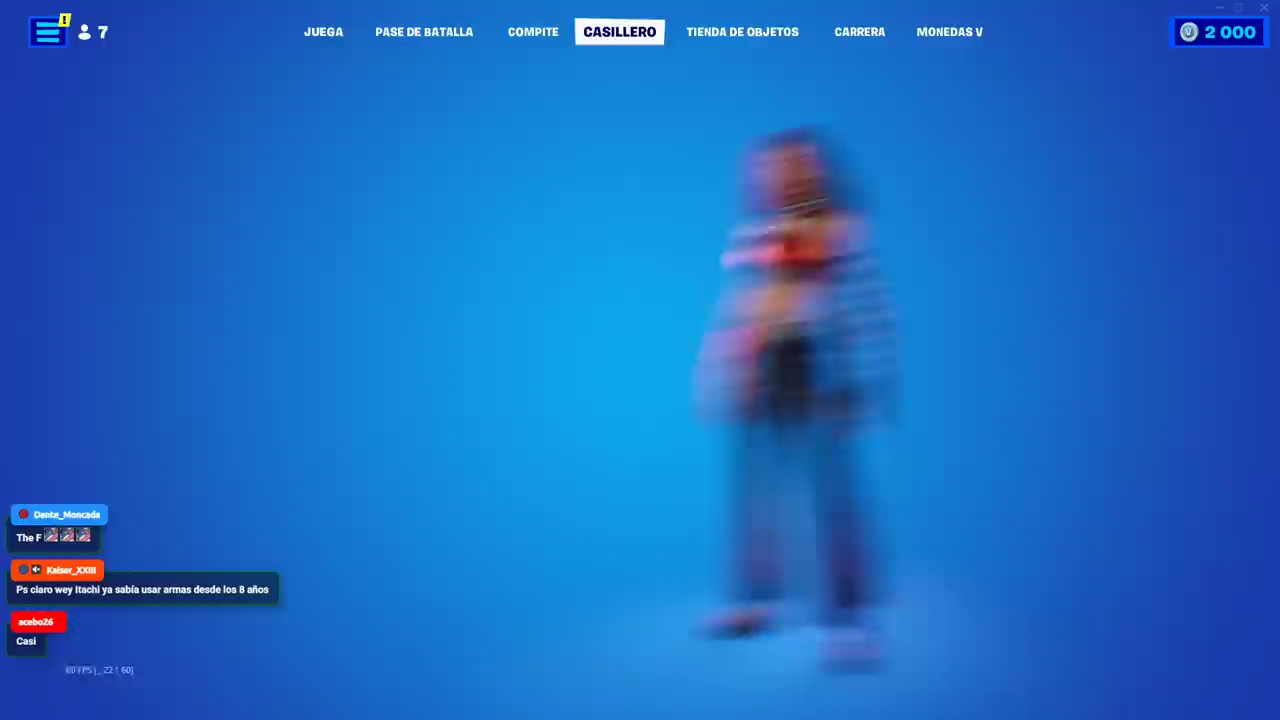 !
7
JUEGA
PASE DE BATALLA
COMPITE
CASILLERO
TIENDA DE OBJETOS
CARRERA
MONEDAS V
2 000
Dente_Moncada
The F
Kaiser_XXIII
Ps claro wey Itachi ya sabía usar armas desde los 8 años
acebo26
Casi